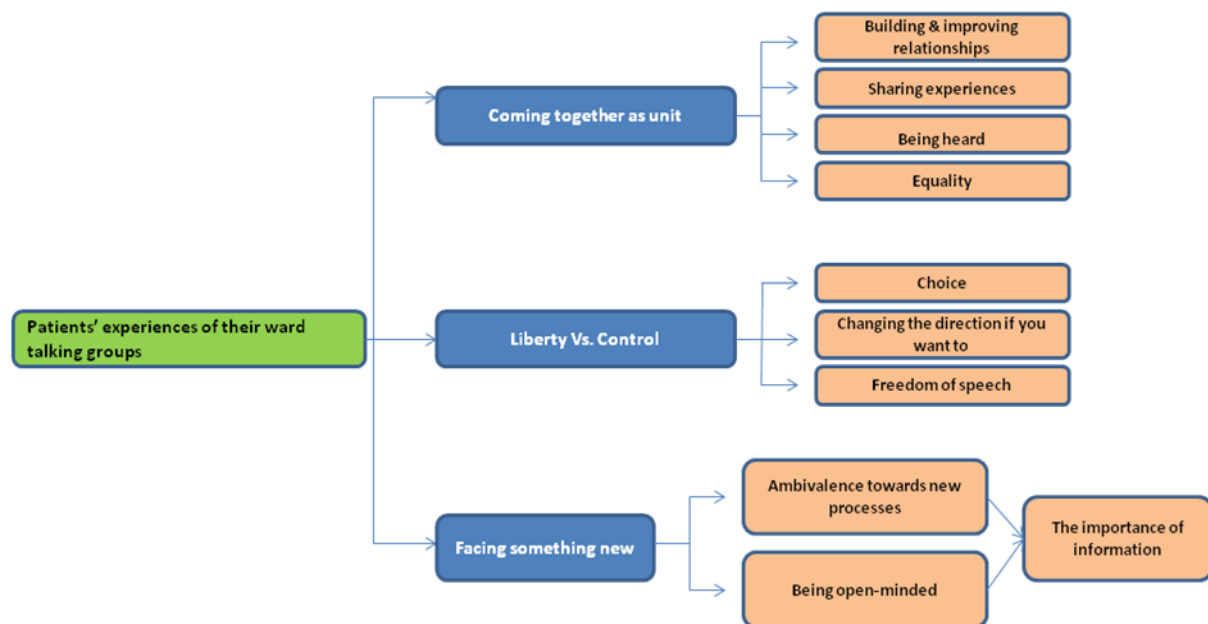 Patients’ experiences of their ward
talking groups
Coming together as unit
Building & improving
relationships
Sharing experiences
Being heard
Equality
Liberty Vs. Control
Choice
Changing the direction if you
want to
Freedom of speech
Facing something new
Ambivalence towards new
processes
Being open-minded
The importance of
information